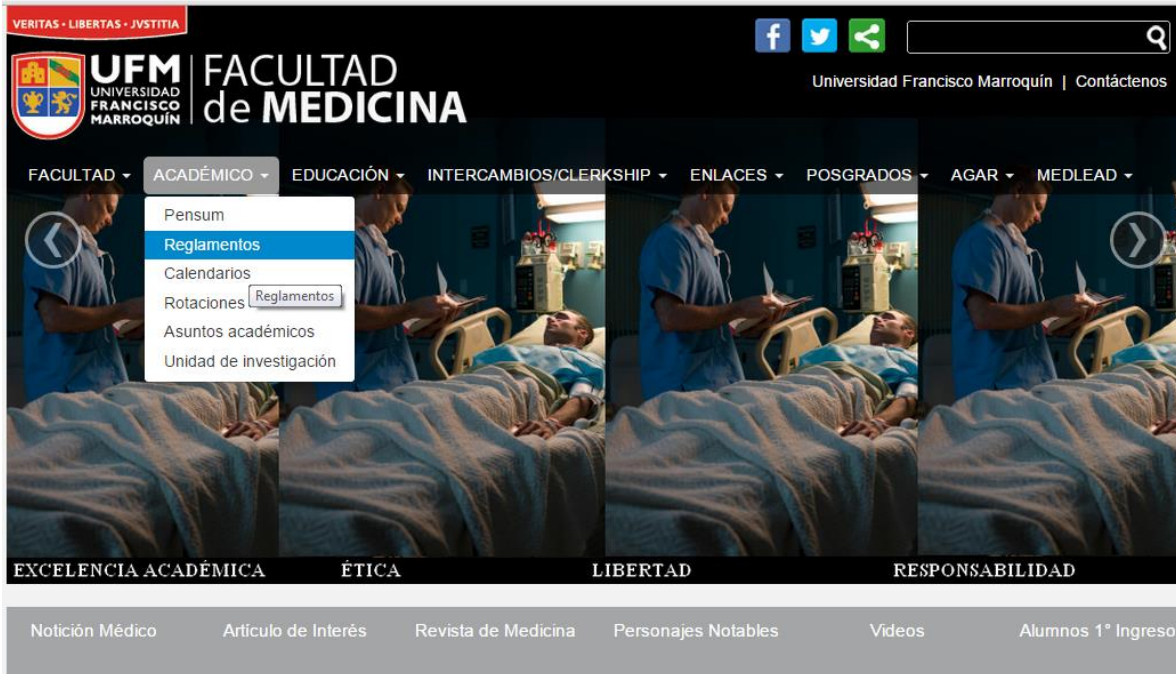 VERITAS • LIBERTAS • JVSTITIA
UFM
UNIVERSIDAD
FRANCISCO
MARROQUÍN
FACULTAD
de MEDICINA
Universidad Francisco Marroquín | Contáctenos
FACULTAD ACADÉMICO EDUCACIÓN INTERCAMBIOS/CLERKSHIP ENLACES POSGRADOS AGAR MEDLEAD
Pensum
Reglamentos
Calendarios
Rotaciones
Reglamentos
Asuntos académicos
Unidad de investigación
EXCELENCIA ACADÉMICA ÉTICA LIBERTAD RESPONSABILIDAD
Notición Médico Artículo de Interés Revista de Medicina Personajes Notables Videos Alumnos 1° Ingreso